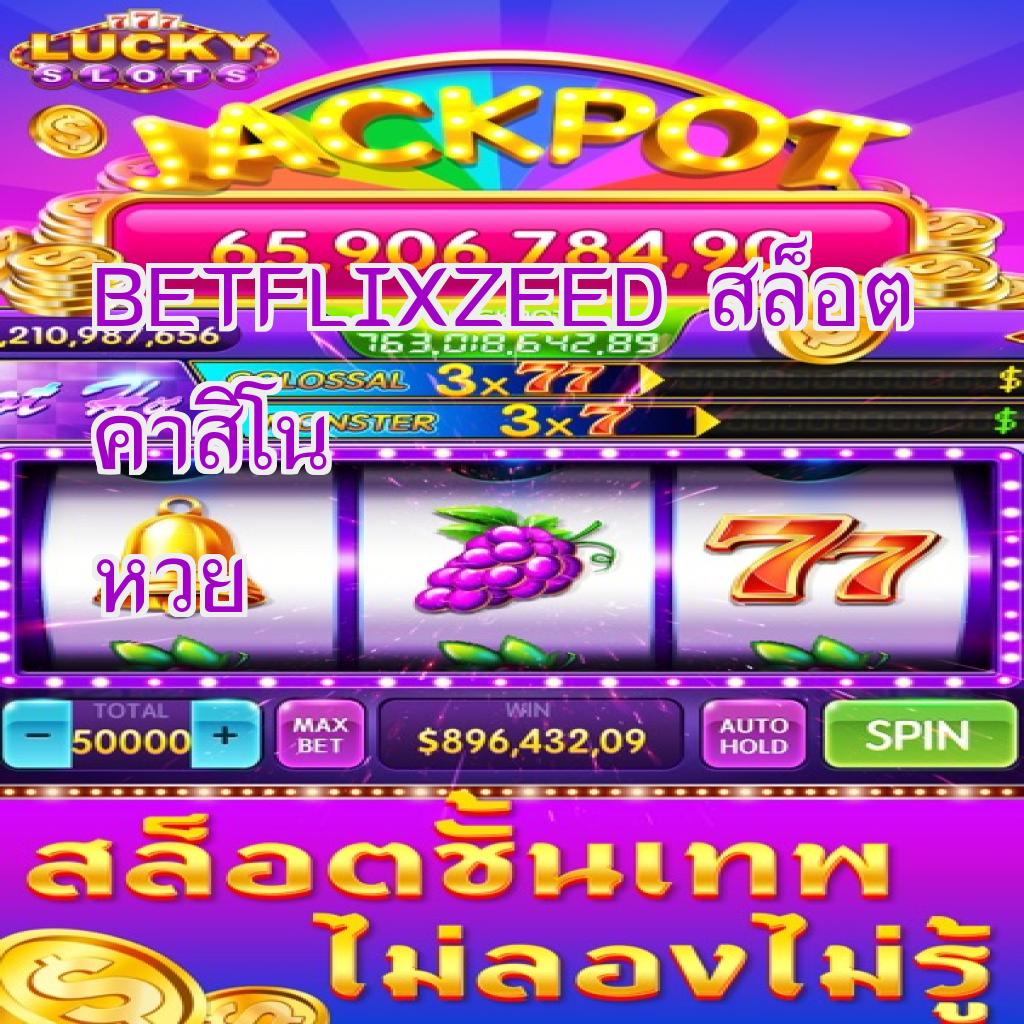 777
LUCKY
SLOTS
JACKPOT
65,906,784,90
BETFLIXZEED สล็อต
,210,987,656
763,018,642.89
COLOSSAL 3x 77 $
คาสิโน
MONSTER 3x7 $
77
หวย
TOTAL
- 50000 +
MAX
BET
WIN
$896,432,09
AUTO
HOLD
SPIN
สล็อตชั้นเทพ
ไม่ลองไม่รู้